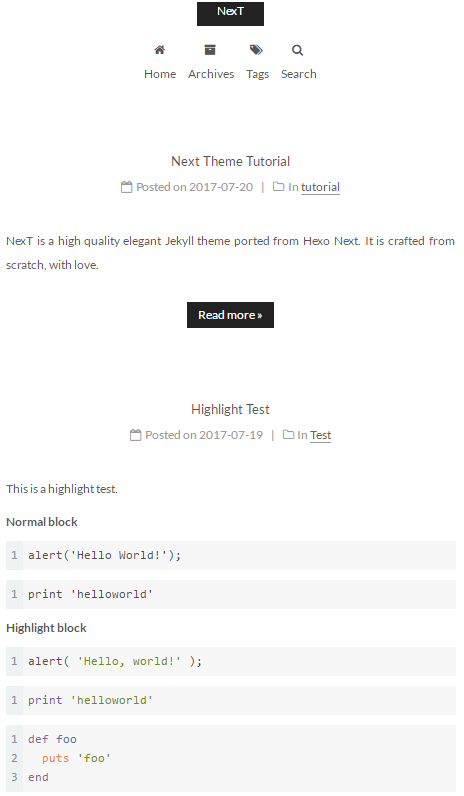 NexT
Home Archives Tags Search
Next Theme Tutorial
Posted on 2017-07-20 | In tutorial
NexT is a high quality elegant Jekyll theme ported from Hexo Next. It is crafted from
scratch, with love.
Read more »
Highlight Test
Posted on 2017-07-19 | In Test
This is a highlight test.
Normal block
1 alert('Hello World!');
1 print 'helloworld'
Highlight block
1 alert( 'Hello, world!' );
1 print 'helloworld'
1 def foo
2   puts 'foo'
3 end